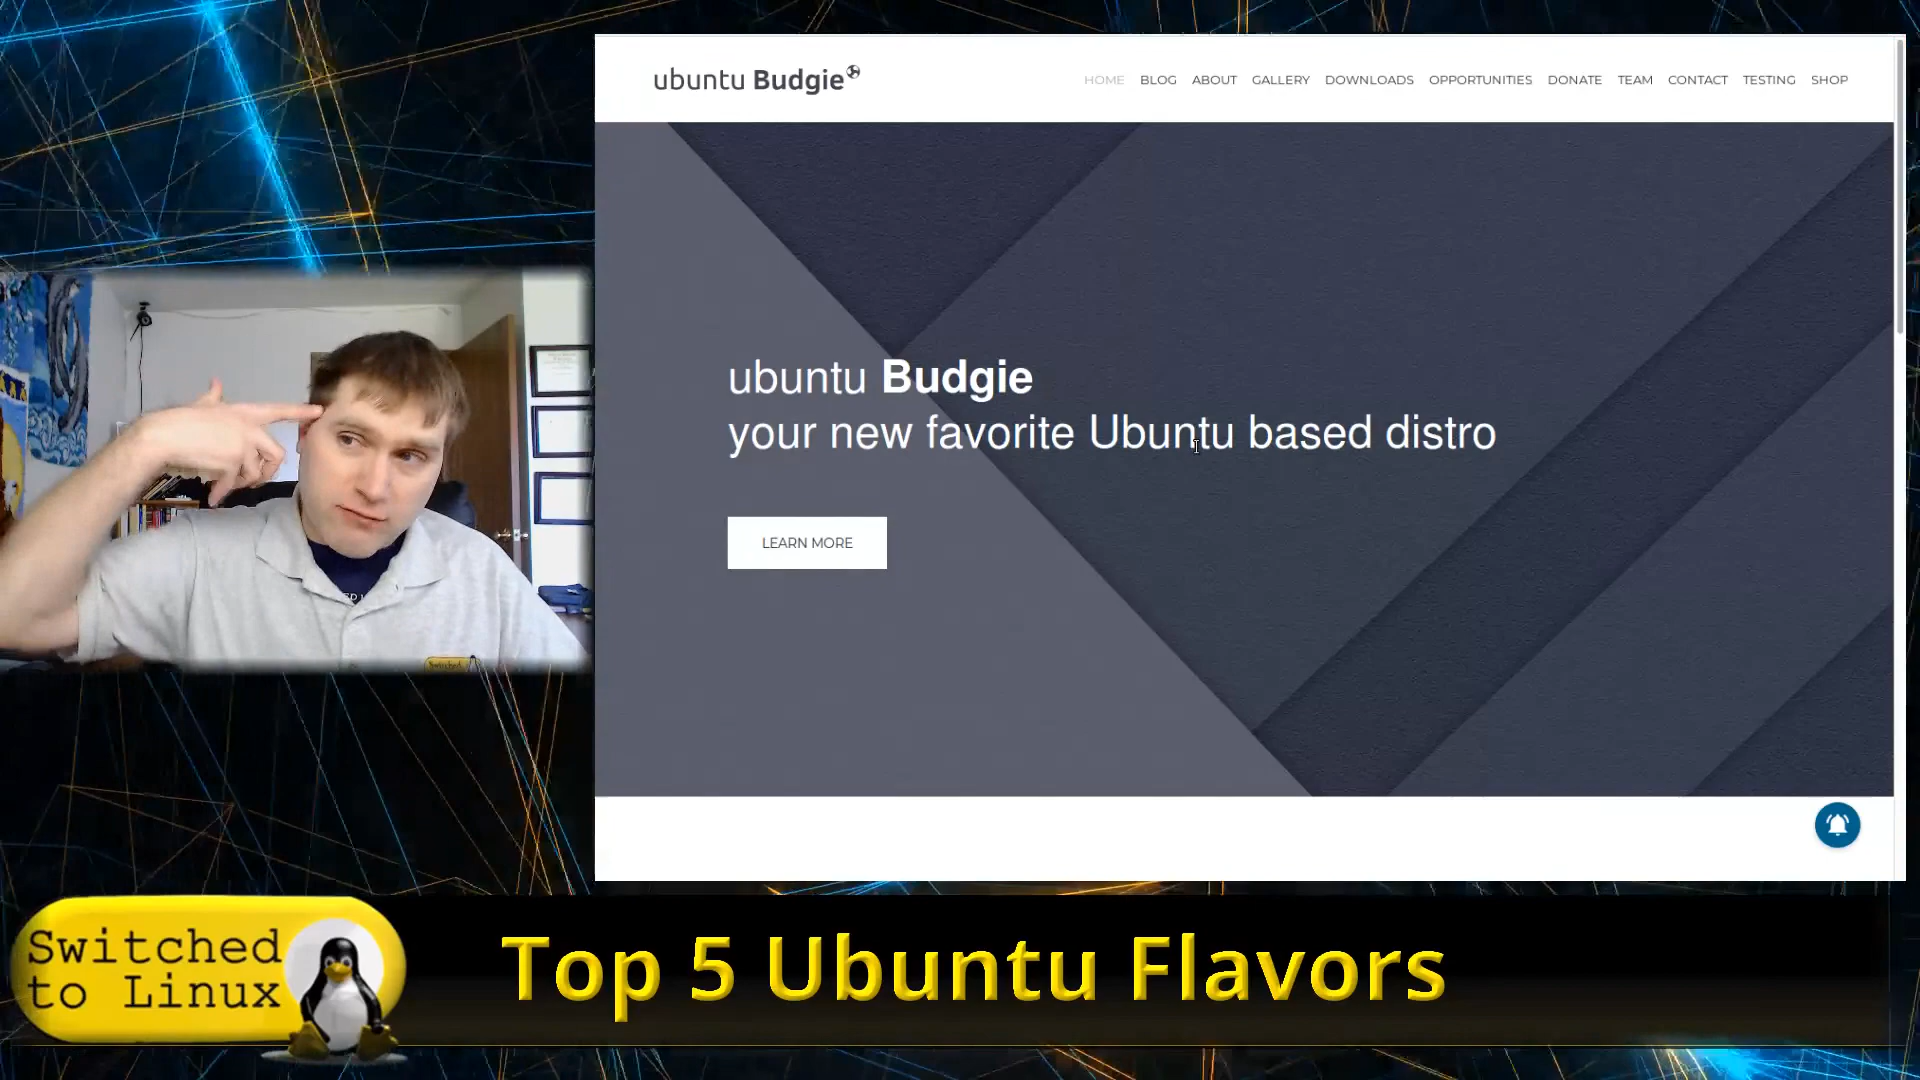 ubuntu Budgie
HOME BLOG ABOUT GALLERY DOWNLOADS OPPORTUNITIES DONATE TEAM CONTACT TESTING SHOP
ubuntu Budgie
your new favorite Ubuntu based distro
LEARN MORE
Switched
to Linux
Top 5 Ubuntu Flavors